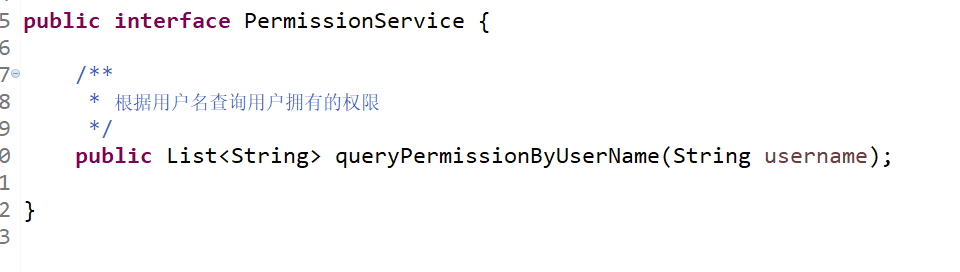 5 public interface PermissionService {
6
7 /**
8 * 根据用户名查询用户拥有的权限
9 */
0 public List<String> queryPermissionByUserName(String username);
1
2 }
3